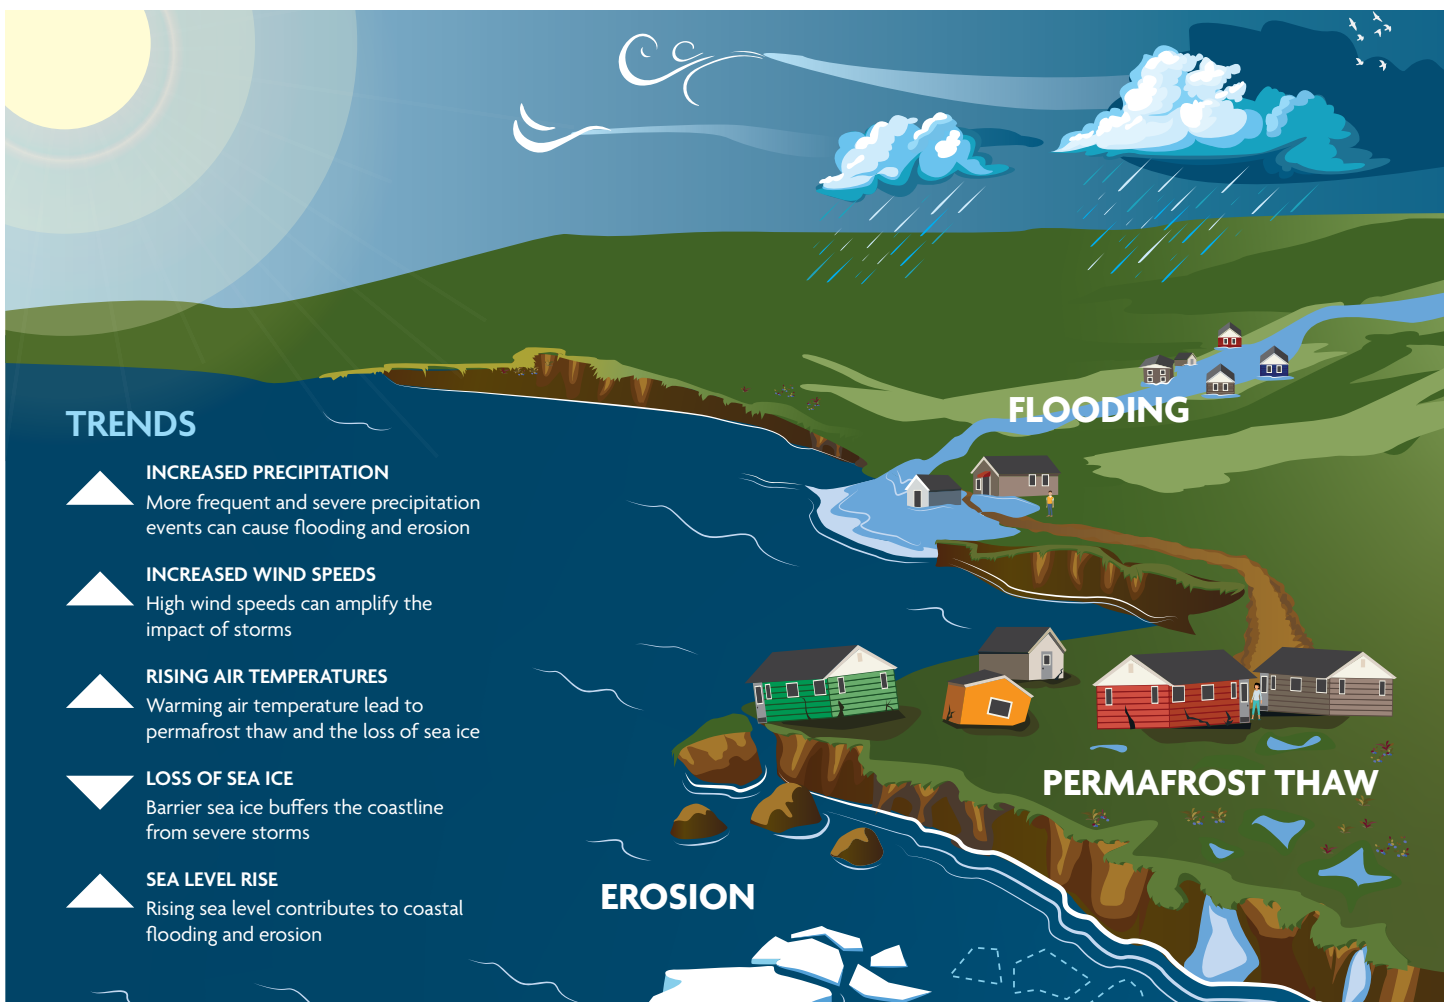 TRENDS
INCREASED PRECIPITATION
More frequent and severe precipitation
events can cause flooding and erosion
INCREASED WIND SPEEDS
High wind speeds can amplify the
impact of storms
RISING AIR TEMPERATURES
Warming air temperature lead to
permafrost thaw and the loss of sea ice
LOSS OF SEA ICE
Barrier sea ice buffers the coastline
from severe storms
SEA LEVEL RISE
Rising sea level contributes to coastal
flooding and erosion
FLOODING
PERMAFROST THAW
EROSION